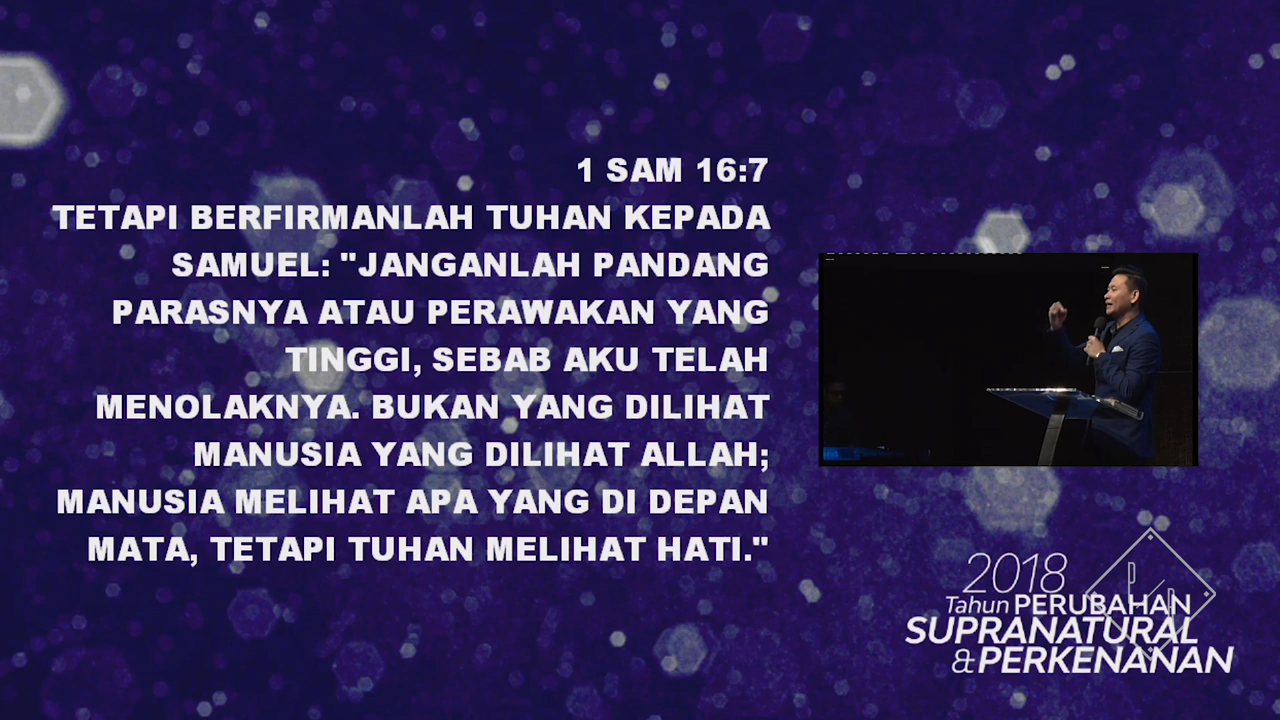 1 SAM 16:7
TETAPI BERFIRMANLAH TUHAN KEPADA
SAMUEL: "JANGANLAH PANDANG
PARASNYA ATAU PERAWAKAN YANG
TINGGI, SEBAB AKU TELAH
MENOLAKNYA. BUKAN YANG DILIHAT
MANUSIA YANG DILIHAT ALLAH;
MANUSIA MELIHAT APA YANG DI DEPAN
MATA, TETAPI TUHAN MELIHAT HATI."
2018
Tahun PERUBAHAN
SUPRANATURAL
& PERKENANAN